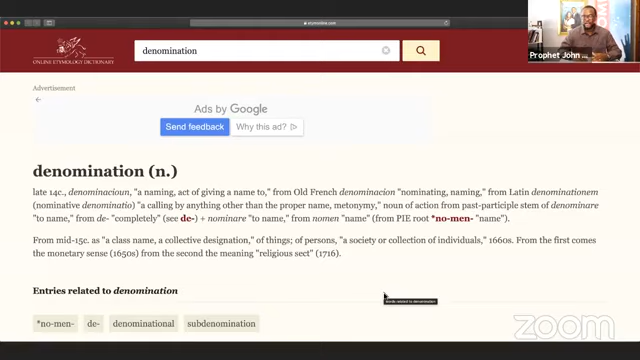 etymonline.com
ONLINE ETYMOLOGY DICTIONARY
denomination
Prophet John ...
Advertisement
Ads by Google
Send feedback
Why this ad?
denomination (n.)
late 14c., denominacioun, "a naming, act of giving a name to," from Old French denominacion "nominating, naming," from Latin denominationem
(nominative denominatio) "a calling by anything other than the proper name, metonymy," noun of action from past-participle stem of denominare
"to name," from de- "completely" (see de-) + nominare "to name," from nomen "name" (from PIE root *no-men- "name").
From mid-15c. as "a class name, a collective designation," of things; of persons, "a society or collection of individuals," 1660s. From the first comes
the monetary sense (1650s) from the second the meaning "religious sect" (1716).
Entries related to denomination
Words related to denomination
*no-men-
de-
denominational
subdenomination
zoom